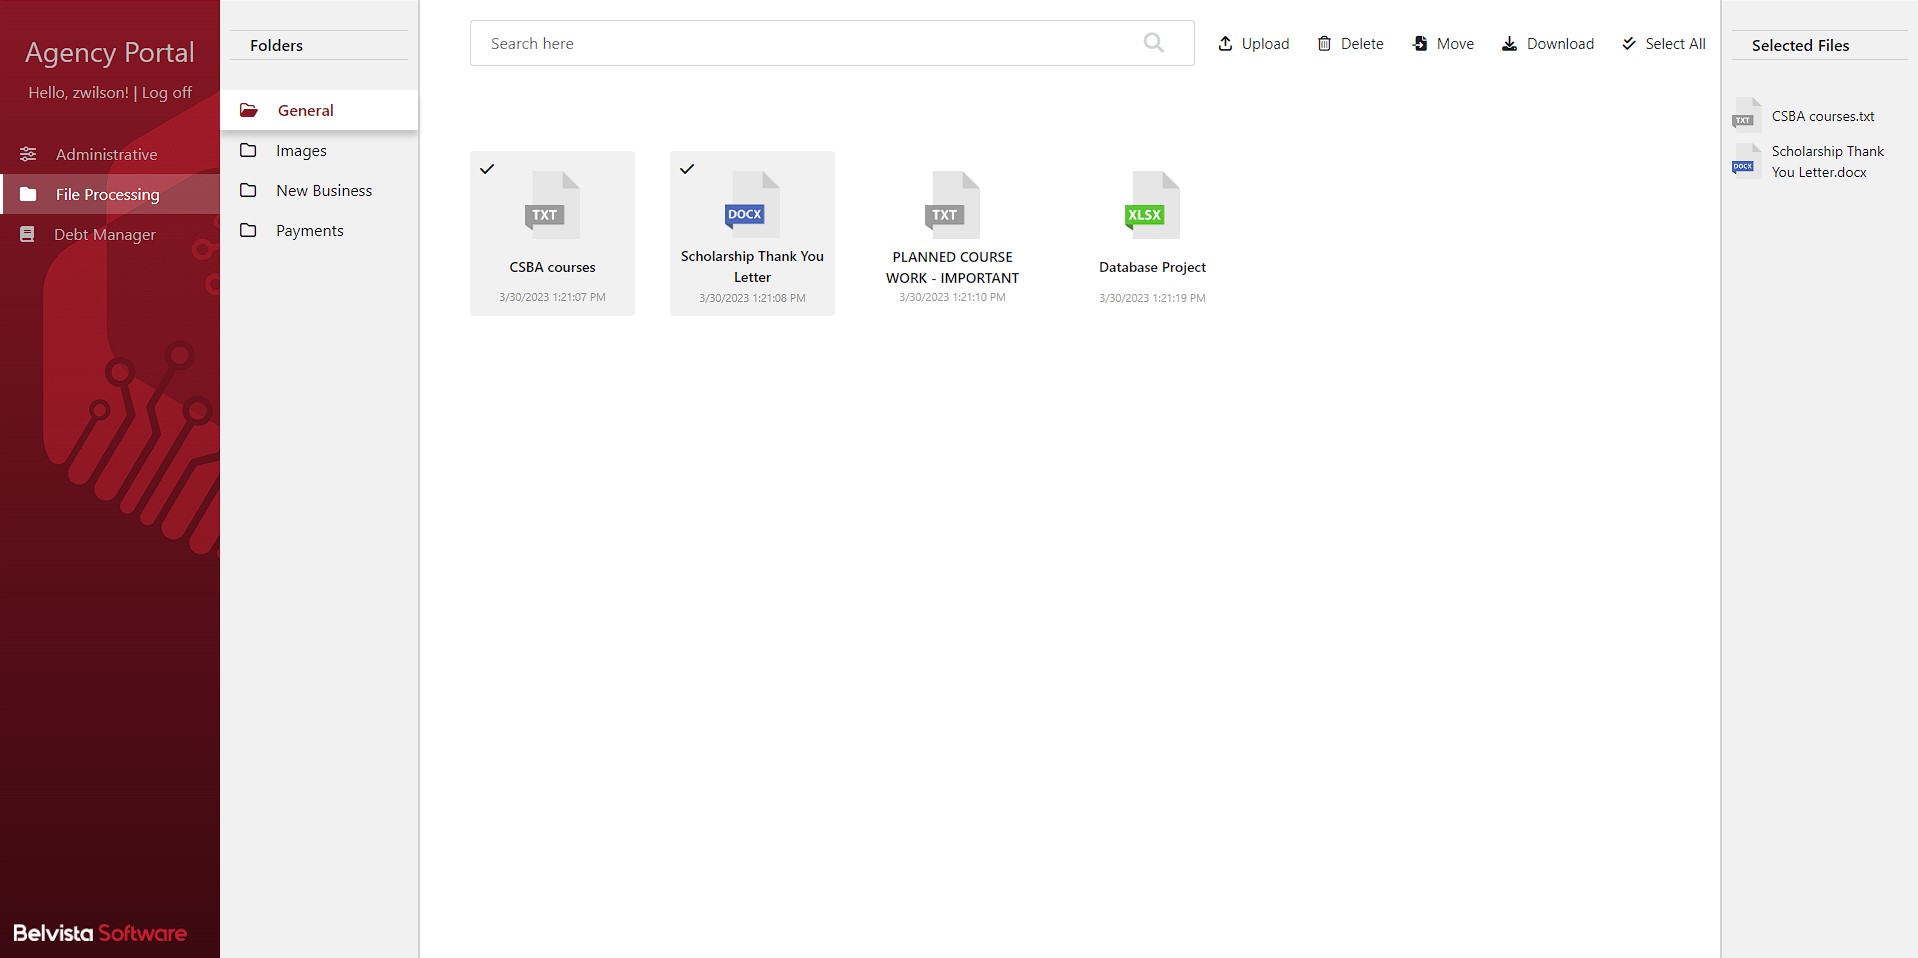 Agency Portal
Hello, zwilson! | Log off
Administrative
File Processing
Debt Manager
Belvista Software
Folders
General
Images
New Business
Payments
Search here
Upload
Delete
Move
Download
Select All
TXT
CSBA courses
3/30/2023 1:21:07 PM
DOCX
Scholarship Thank You
Letter
3/30/2023 1:21:08 PM
TXT
PLANNED COURSE
WORK - IMPORTANT
3/30/2023 1:21:10 PM
XLSX
Database Project
3/30/2023 1:21:19 PM
Selected Files
TXT
CSBA courses.txt
DOCX
Scholarship Thank
You Letter.docx